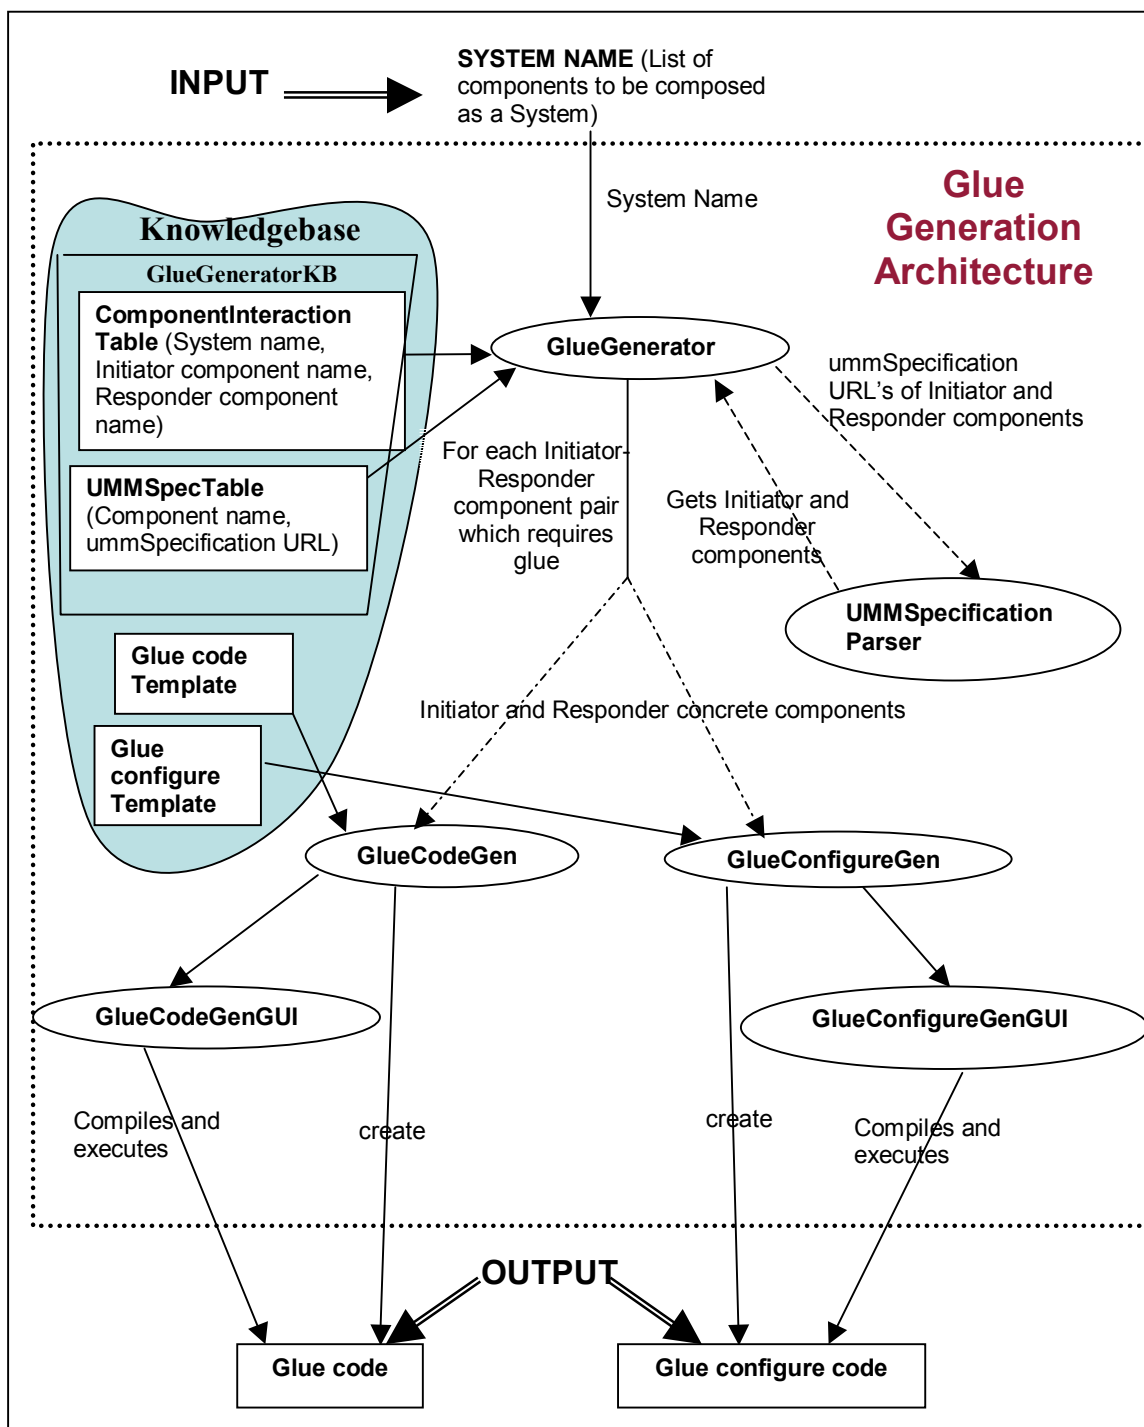 INPUT
SYSTEM NAME (List of
components to be composed
as a System)
System Name
Glue
Generation
Architecture
Knowledgebase
GlueGeneratorKB
ComponentInteraction
Table (System name,
Initiator component name,
Responder component
name)
UMMSpecTable
(Component name,
ummSpecification URL)
GlueGenerator
ummSpecification
URL's of Initiator and
Responder components
For each Initiator-
Responder
component pair
which requires
glue
Gets Initiator and
Responder
components
UMMSpecification
Parser
Glue code
Template
Initiator and Responder concrete components
Glue
configure
Template
GlueCodeGen
GlueConfigureGen
GlueCodeGenGUI
GlueConfigureGenGUI
Compiles and
executes
create
create
Compiles and
executes
OUTPUT
Glue code
Glue configure code